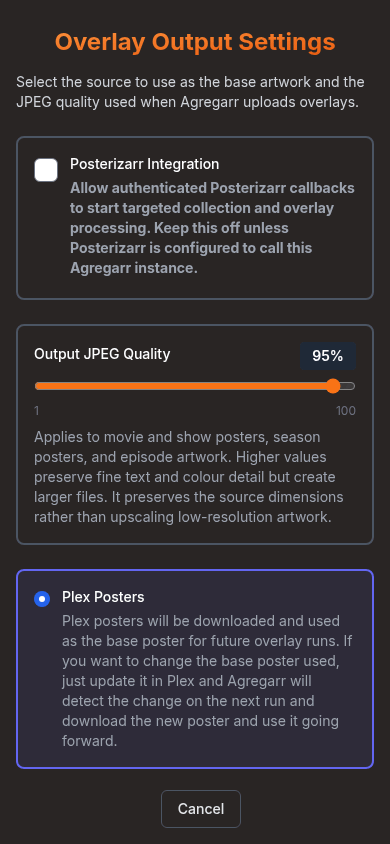 Overlay Output Settings
Select the source to use as the base artwork and the
JPEG quality used when Agregarr uploads overlays.
Posterizarr Integration
Allow authenticated Posterizarr callbacks
to start targeted collection and overlay
processing. Keep this off unless
Posterizarr is configured to call this
Agregarr instance.
Output JPEG Quality
95%
1
100
Applies to movie and show posters, season
posters, and episode artwork. Higher values
preserve fine text and colour detail but create
larger files. It preserves the source dimensions
rather than upscaling low-resolution artwork.
Plex Posters
Plex posters will be downloaded and used
as the base poster for future overlay runs. If
you want to change the base poster used,
just update it in Plex and Agregarr will
detect the change on the next run and
download the new poster and use it going
forward.
Cancel